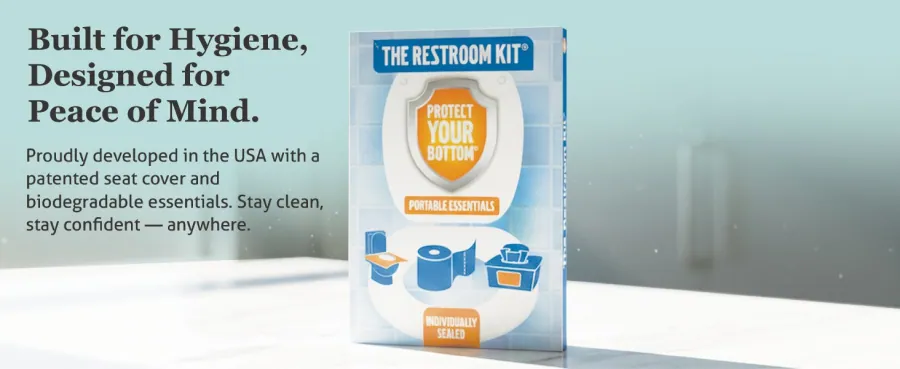 Built for Hygiene,
Designed for
Peace of Mind.
Proudly developed in the USA with a
patented seat cover and
biodegradable essentials. Stay clean,
stay confident — anywhere.
THE RESTROOM KIT®
PROTECT
YOUR
BOTTOM®
PORTABLE ESSENTIALS
INDIVIDUALLY
SEALED